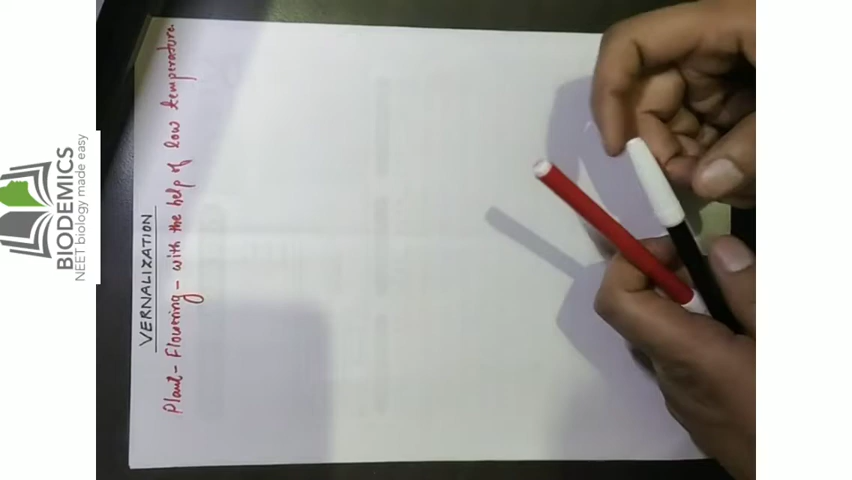 BIODEMICS
NEET biology made easy
VERNALIZATION
Plant - Flowering - with the help of low temperature.